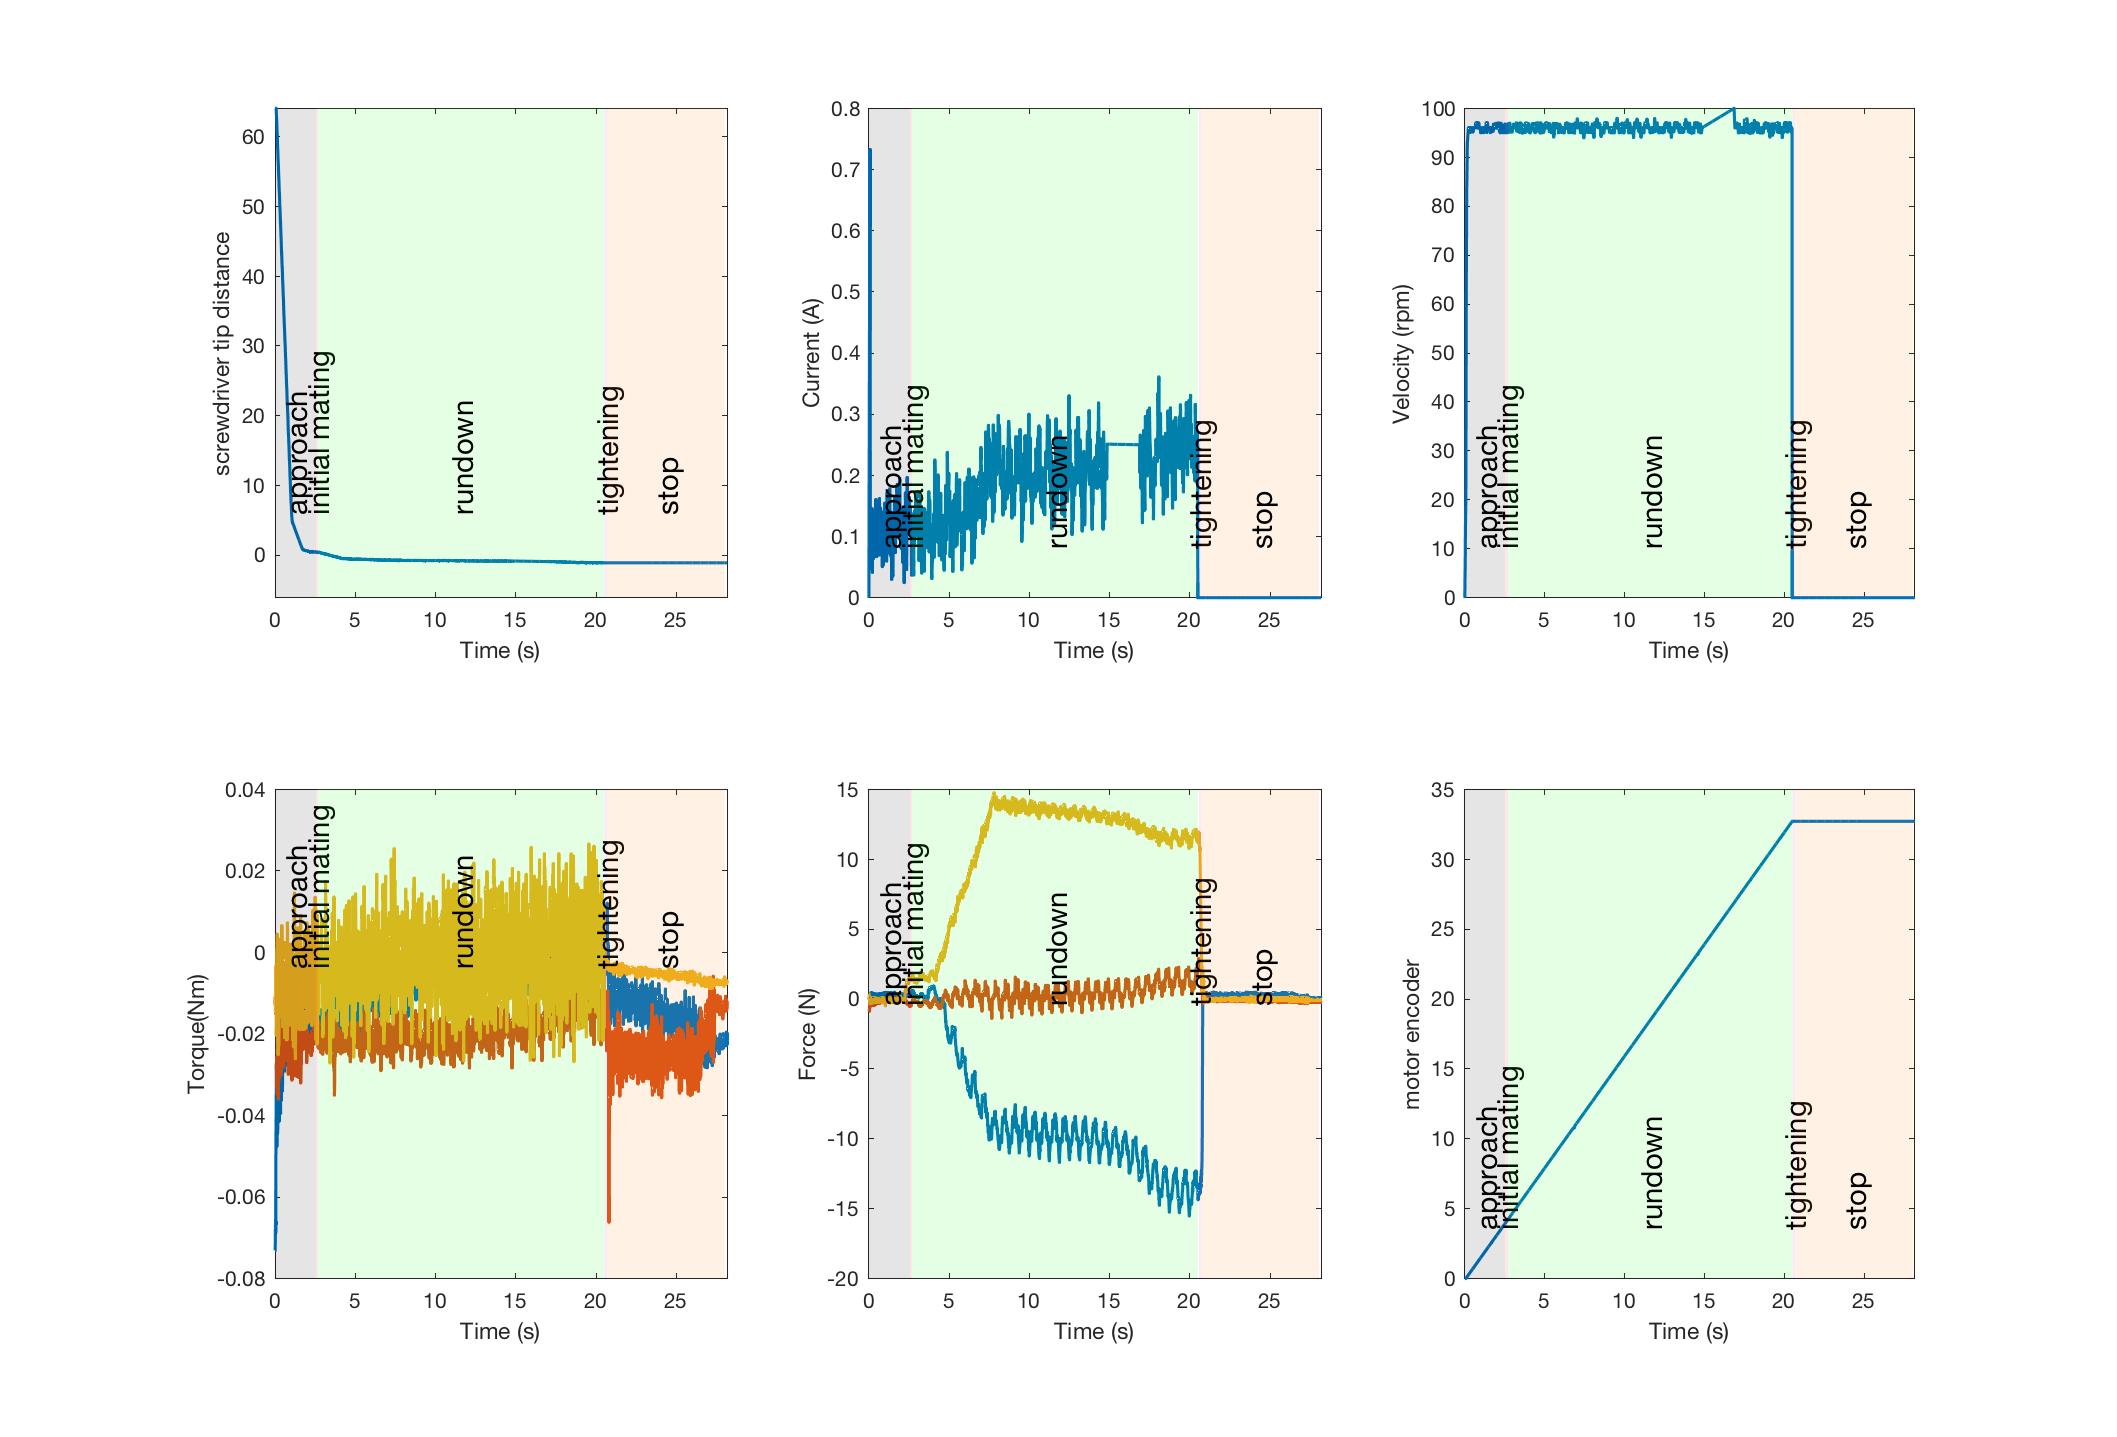 60
50
40
30
20
10
0
screwdriver tip distance
approach
initial mating
rundown
tightening
stop
0 5 10 15 20 25
Time (s)
0.8
0.7
0.6
0.5
0.4
0.3
0.2
0.1
0
Current (A)
approach
initial mating
rundown
tightening
stop
0 5 10 15 20 25
Time (s)
100
90
80
70
60
50
40
30
20
10
0
Velocity (rpm)
approach
initial mating
rundown
tightening
stop
0 5 10 15 20 25
Time (s)
0.04
0.02
0
-0.02
-0.04
-0.06
-0.08
Torque(Nm)
approach
initial mating
rundown
tightening
stop
0 5 10 15 20 25
Time (s)
15
10
5
0
-5
-10
-15
-20
Force (N)
approach
initial mating
rundown
tightening
stop
0 5 10 15 20 25
Time (s)
35
30
25
20
15
10
5
0
motor encoder
approach
initial mating
rundown
tightening
stop
0 5 10 15 20 25
Time (s)